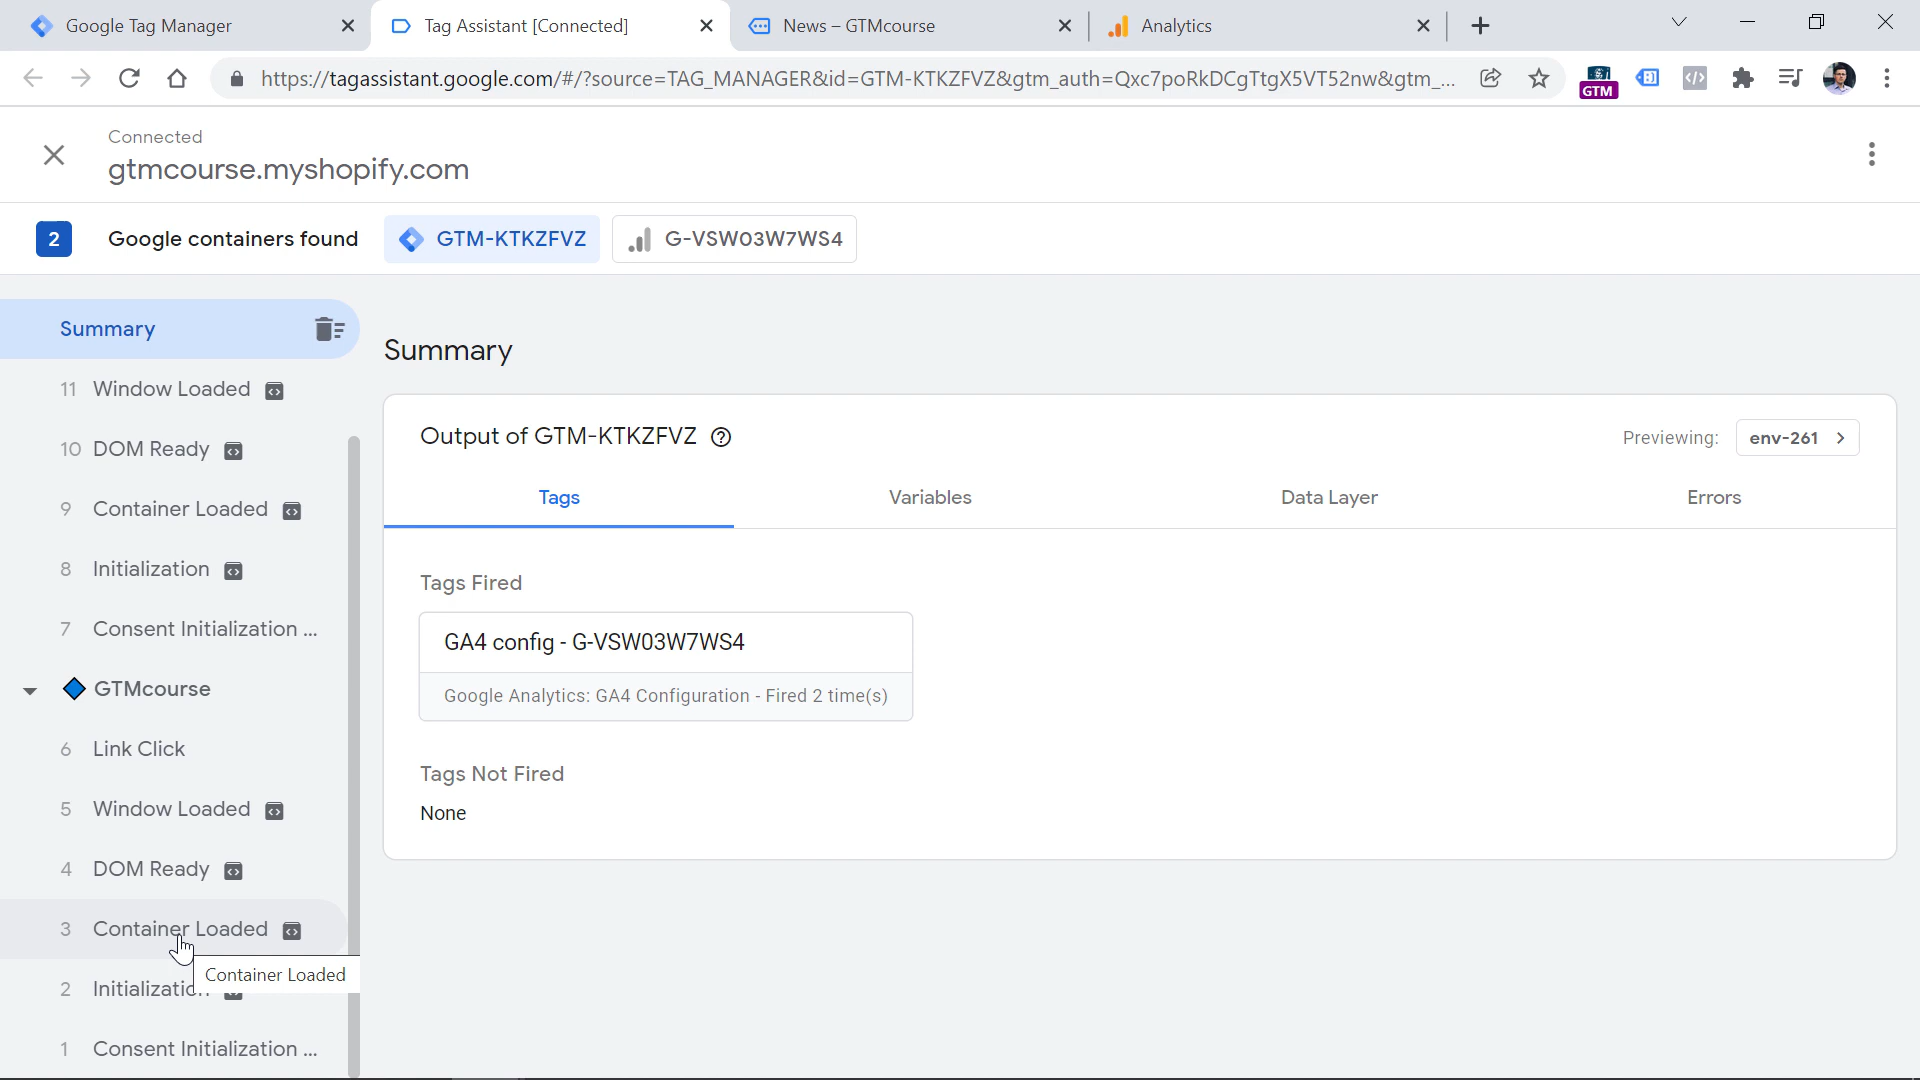 Google Tag Manager
Tag Assistant [Connected]
News – GTMcourse
Analytics
https://tagassistant.google.com/#/?source=TAG_MANAGER&id=GTM-KTKZFVZ&gtm_auth=Qxc7poRkDCgTtgX5VT52nw&gtm_...
GTM
Connected
gtmcourse.myshopify.com
2 Google containers found GTM-KTKZFVZ G-VSW03W7WS4
Summary
11 Window Loaded
10 DOM Ready
9 Container Loaded
8 Initialization
7 Consent Initialization ...
GTMcourse
6 Link Click
5 Window Loaded
4 DOM Ready
3 Container Loaded
Container Loaded
2 Initialization
1 Consent Initialization ...
Summary
Output of GTM-KTKZFVZ
Previewing: env-261
Tags Variables Data Layer Errors
Tags Fired
GA4 config - G-VSW03W7WS4
Google Analytics: GA4 Configuration - Fired 2 time(s)
Tags Not Fired
None